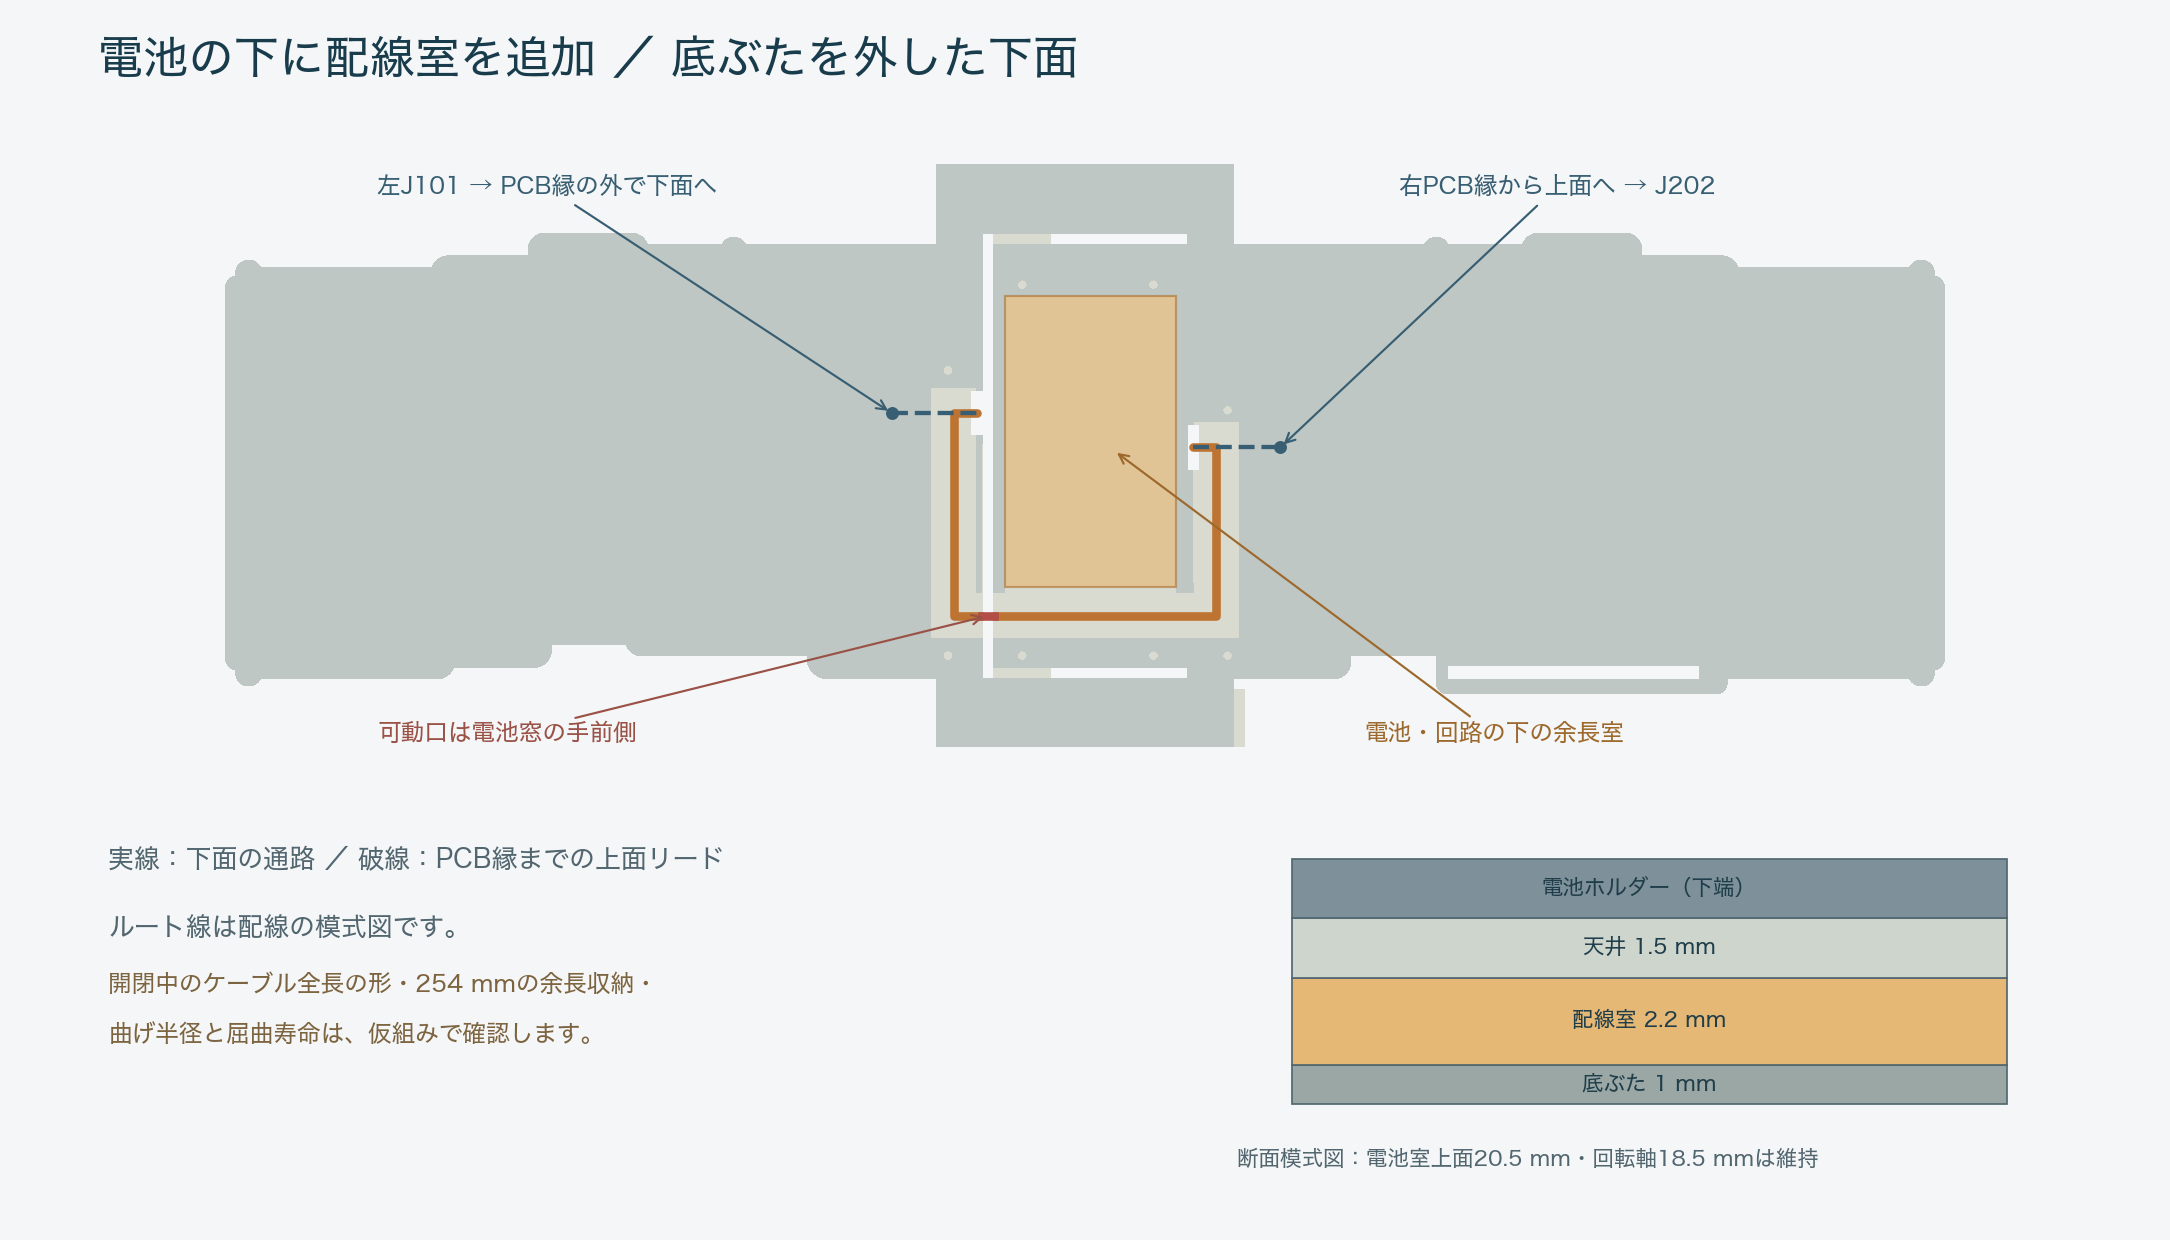 電池の下に配線室を追加 ／ 底ぶたを外した下面
左J101 → PCB縁の外で下面へ
右PCB縁から上面へ → J202
可動口は電池窓の手前側
電池・回路の下の余長室
実線：下面の通路 ／ 破線：PCB縁までの上面リード
ルート線は配線の模式図です。
開閉中のケーブル全長の形・254 mmの余長収納・
曲げ半径と屈曲寿命は、仮組みで確認します。
電池ホルダー（下端）
天井 1.5 mm
配線室 2.2 mm
底ぶた 1 mm
断面模式図：電池室上面20.5 mm・回転軸18.5 mmは維持